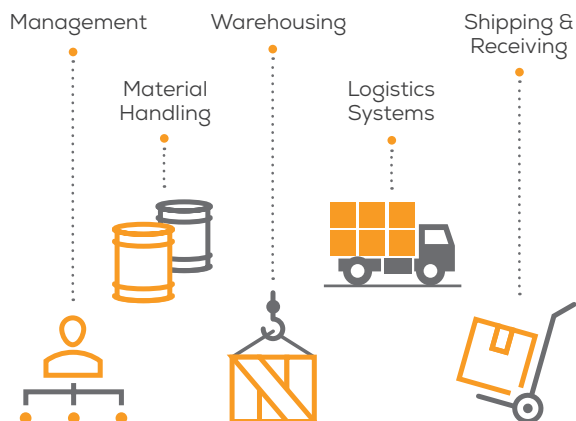 Management
Material
Handling
Warehousing
Logistics
Systems
Shipping &
Receiving